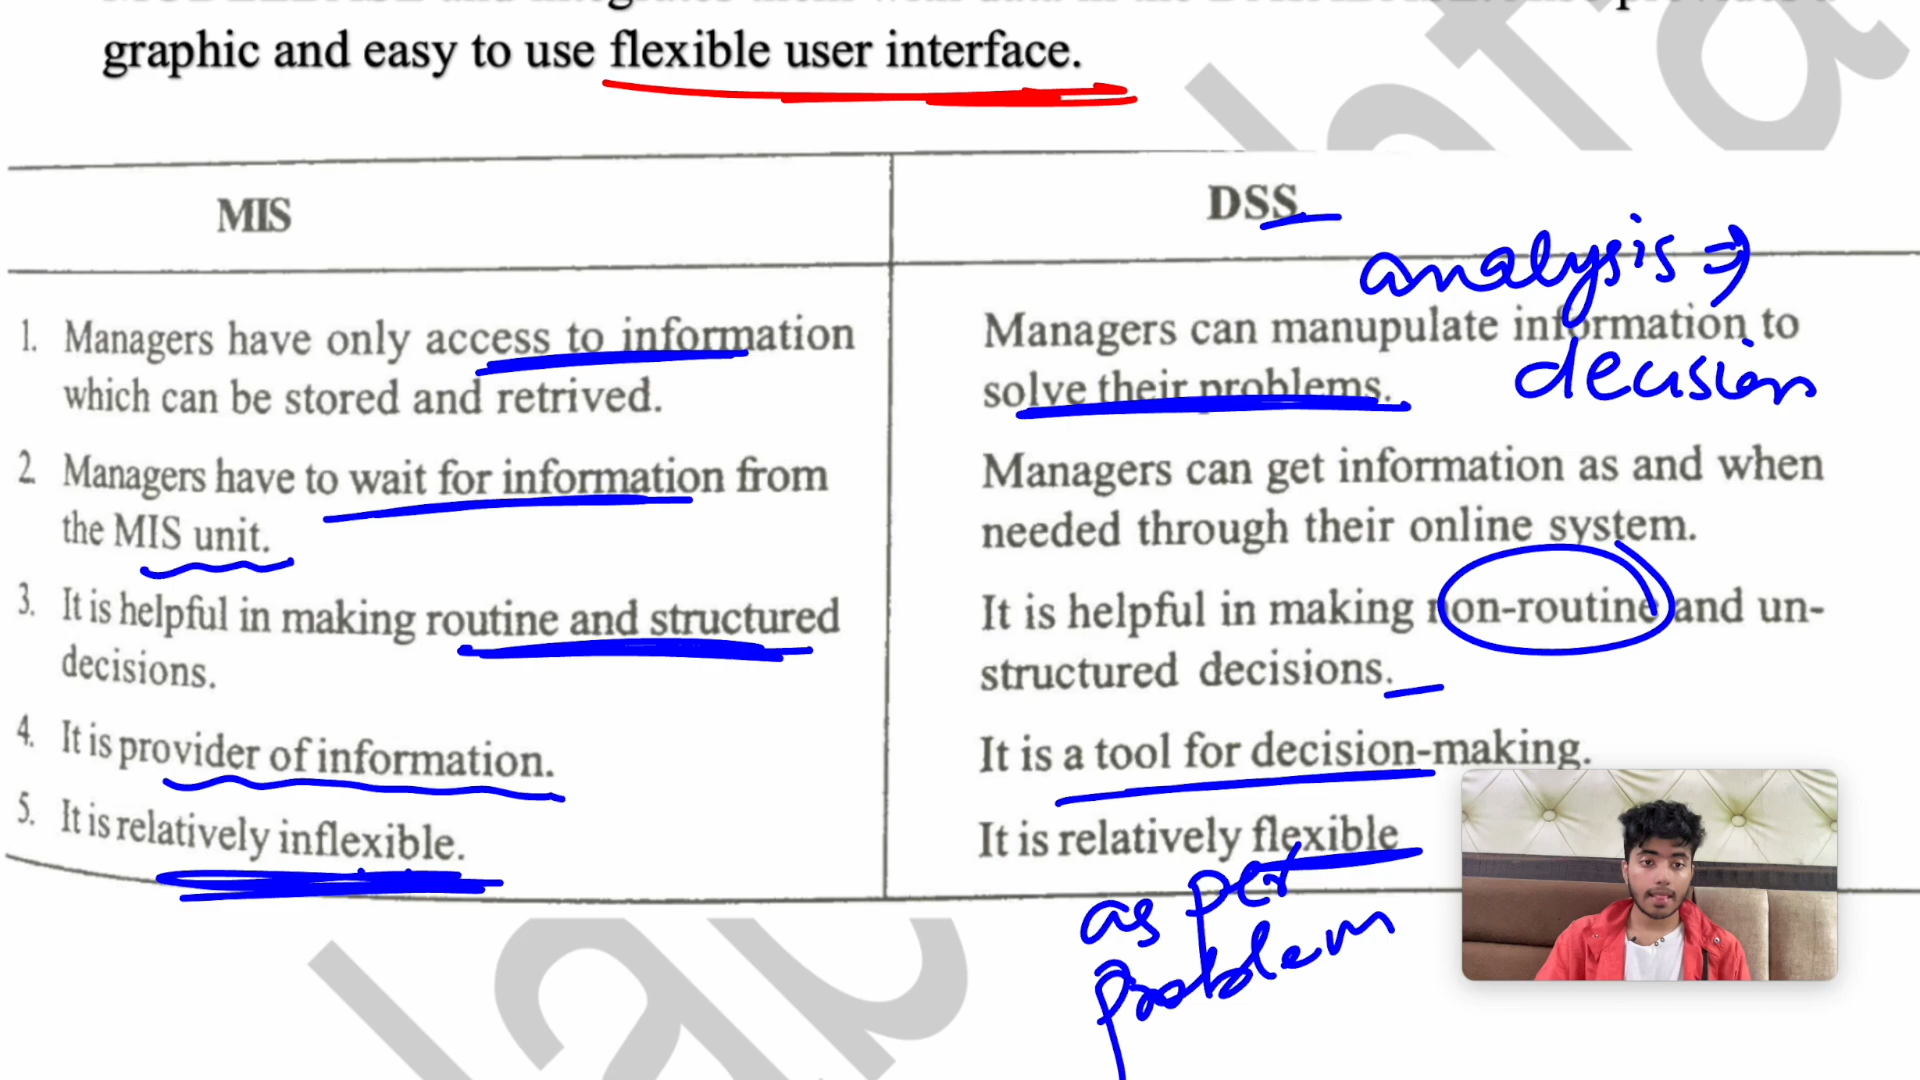 graphic and easy to use flexible user interface.
MIS
DSS
analysis ⇒
decision
1. Managers have only access to information
which can be stored and retrived.
Managers can manupulate information to
solve their problems.
2. Managers have to wait for information from
the MIS unit.
Managers can get information as and when
needed through their online system.
3. It is helpful in making routine and structured
decisions.
It is helpful in making non-routine and un-
structured decisions.
4. It is provider of information.
It is a tool for decision-making.
5. It is relatively inflexible.
It is relatively flexible
as per
problem